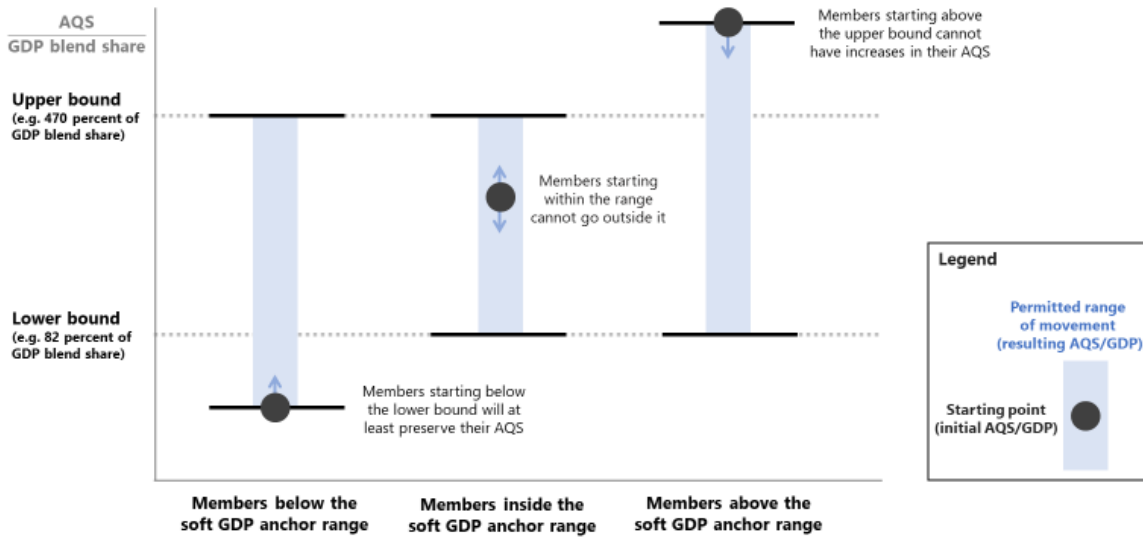 AQS
GDP blend share
Upper bound
(e.g. 470 percent of
GDP blend share)
Lower bound
(e.g. 82 percent of
GDP blend share)
Members starting above
the upper bound cannot
have increases in their AQS
Members starting
within the range
cannot go outside it
Members starting below
the lower bound will at
least preserve their AQS
Members below the
soft GDP anchor range
Members inside the
soft GDP anchor range
Members above the
soft GDP anchor range
Legend
Permitted range
of movement
(resulting AQS/GDP)
Starting point
(initial AQS/GDP)